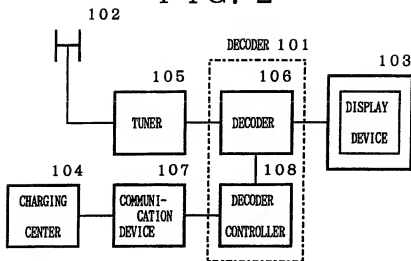 FIG. 2
102
DECODER 101
105
106
103
TUNER
DECODER
DISPLAY
DEVICE
104
107
108
CHARGING
CENTER
COMMUNI-
CATION
DEVICE
DECODER
CONTROLLER